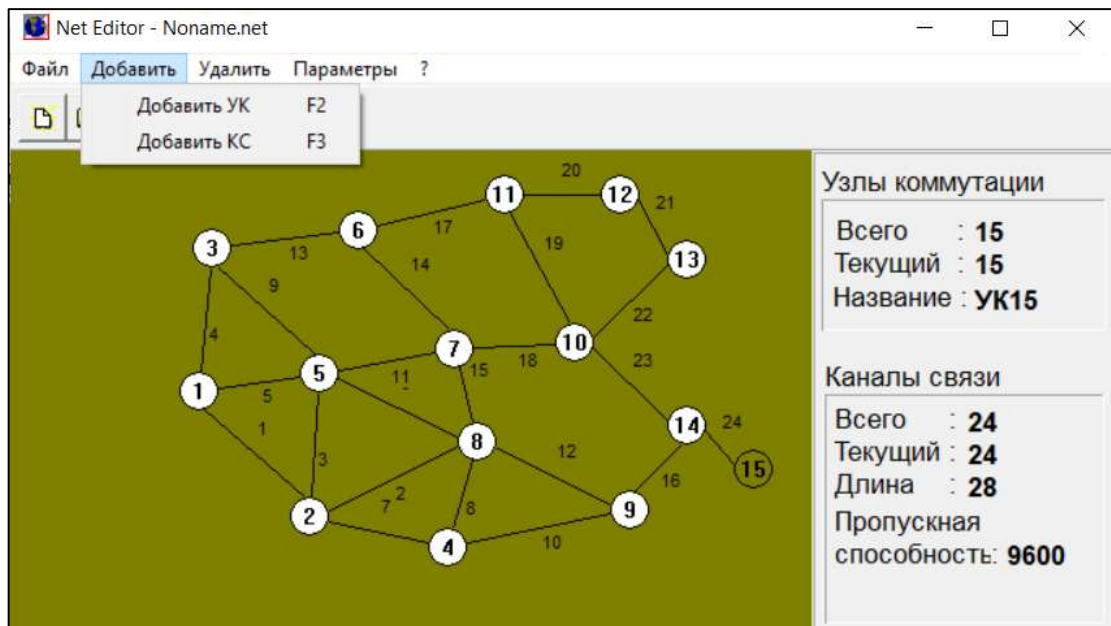 Net Editor - Noname.net
Файл Добавить Удалить Параметры ?
Добавить УК F2
Добавить КС F3
20
11
12
21
17
6
3
13
19
13
14
9
22
4
10
7
18
23
15
5
11
1
5
14
24
1
8
12
15
3
16
2
7
2
8
9
4
10
Узлы коммутации
Всего : 15
Текущий : 15
Название : УК15
Каналы связи
Всего : 24
Текущий : 24
Длина : 28
Пропускная
способность: 9600